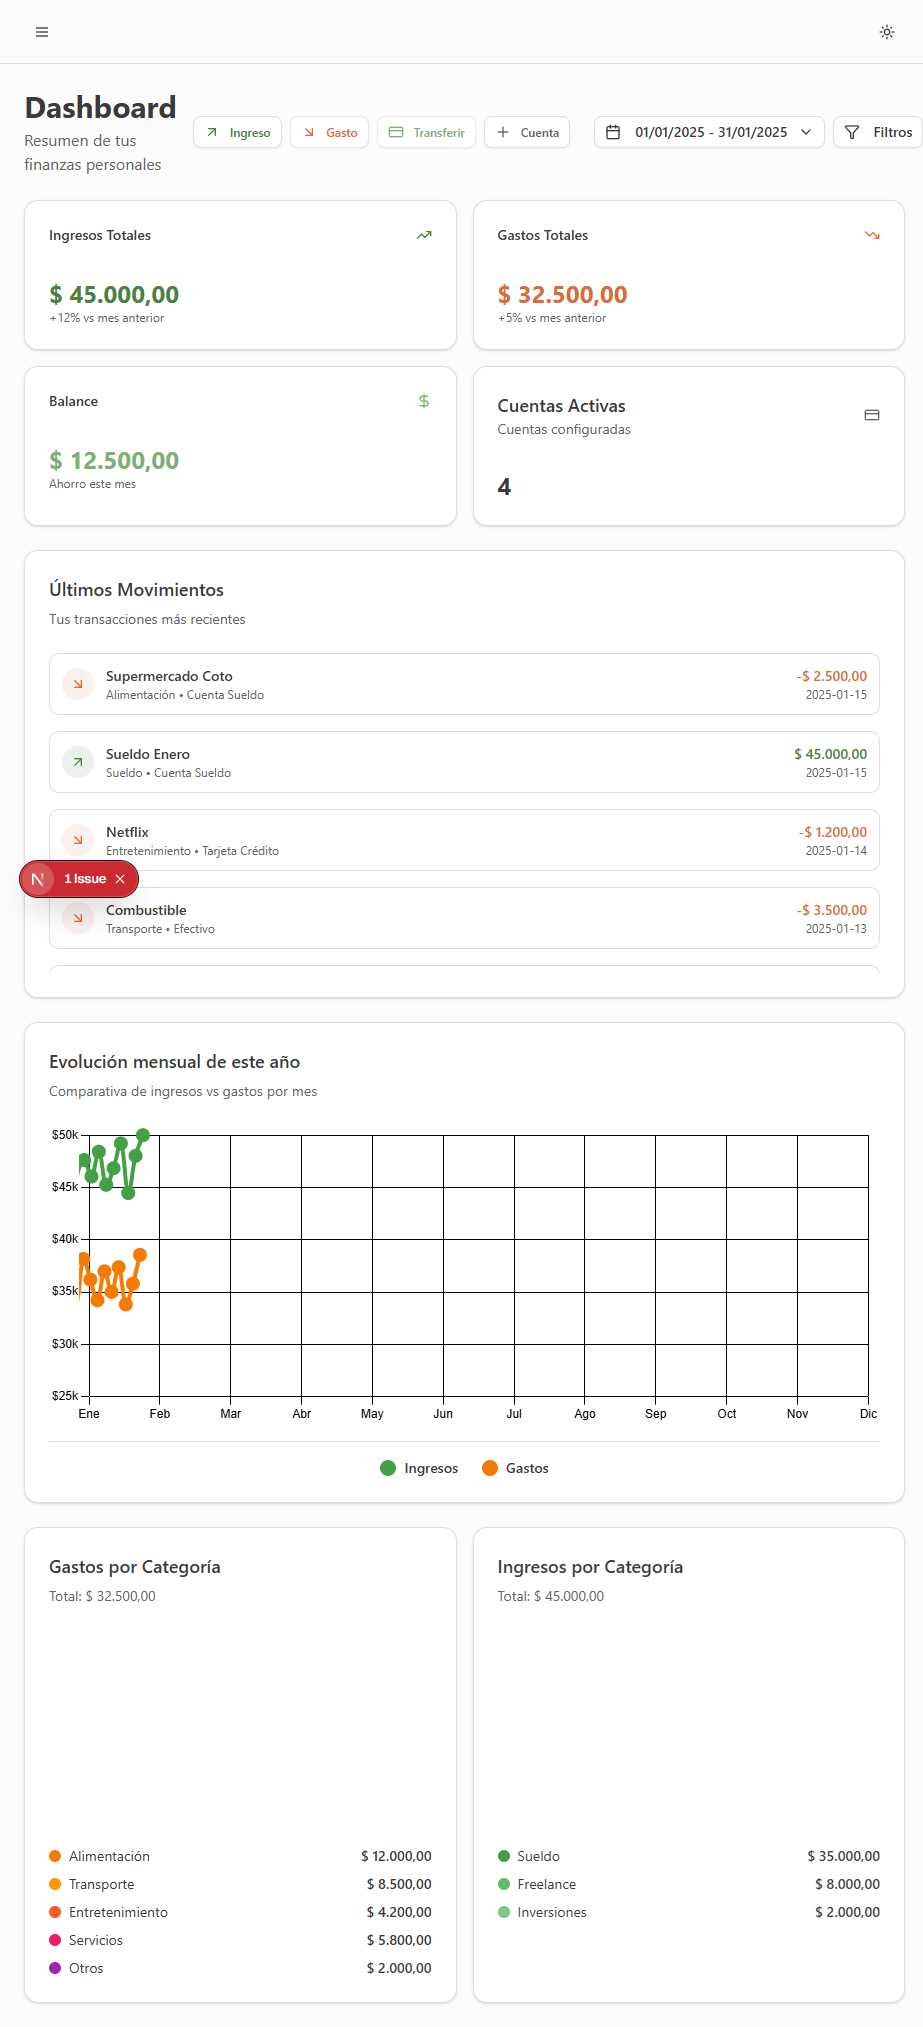 Dashboard
Resumen de tus
finanzas personales
Ingreso
Gasto
Transferir
Cuenta
01/01/2025 - 31/01/2025
Filtros
Ingresos Totales
$ 45.000,00
+12% vs mes anterior
Gastos Totales
$ 32.500,00
+5% vs mes anterior
Balance
$ 12.500,00
Ahorro este mes
Cuentas Activas
Cuentas configuradas
4
Últimos Movimientos
Tus transacciones más recientes
Supermercado Coto
-$ 2.500,00
Alimentación • Cuenta Sueldo
2025-01-15
Sueldo Enero
$ 45.000,00
Sueldo • Cuenta Sueldo
2025-01-15
Netflix
-$ 1.200,00
Entretenimiento • Tarjeta Crédito
2025-01-14
N 1 Issue
Combustible
-$ 3.500,00
Transporte • Efectivo
2025-01-13
Evolución mensual de este año
Comparativa de ingresos vs gastos por mes
$50k
$45k
$40k
$35k
$30k
$25k
Ene Feb Mar Abr May Jun Jul Ago Sep Oct Nov Dic
Ingresos Gastos
Gastos por Categoría
Total: $ 32.500,00
Alimentación $ 12.000,00
Transporte $ 8.500,00
Entretenimiento $ 4.200,00
Servicios $ 5.800,00
Otros $ 2.000,00
Ingresos por Categoría
Total: $ 45.000,00
Sueldo $ 35.000,00
Freelance $ 8.000,00
Inversiones $ 2.000,00